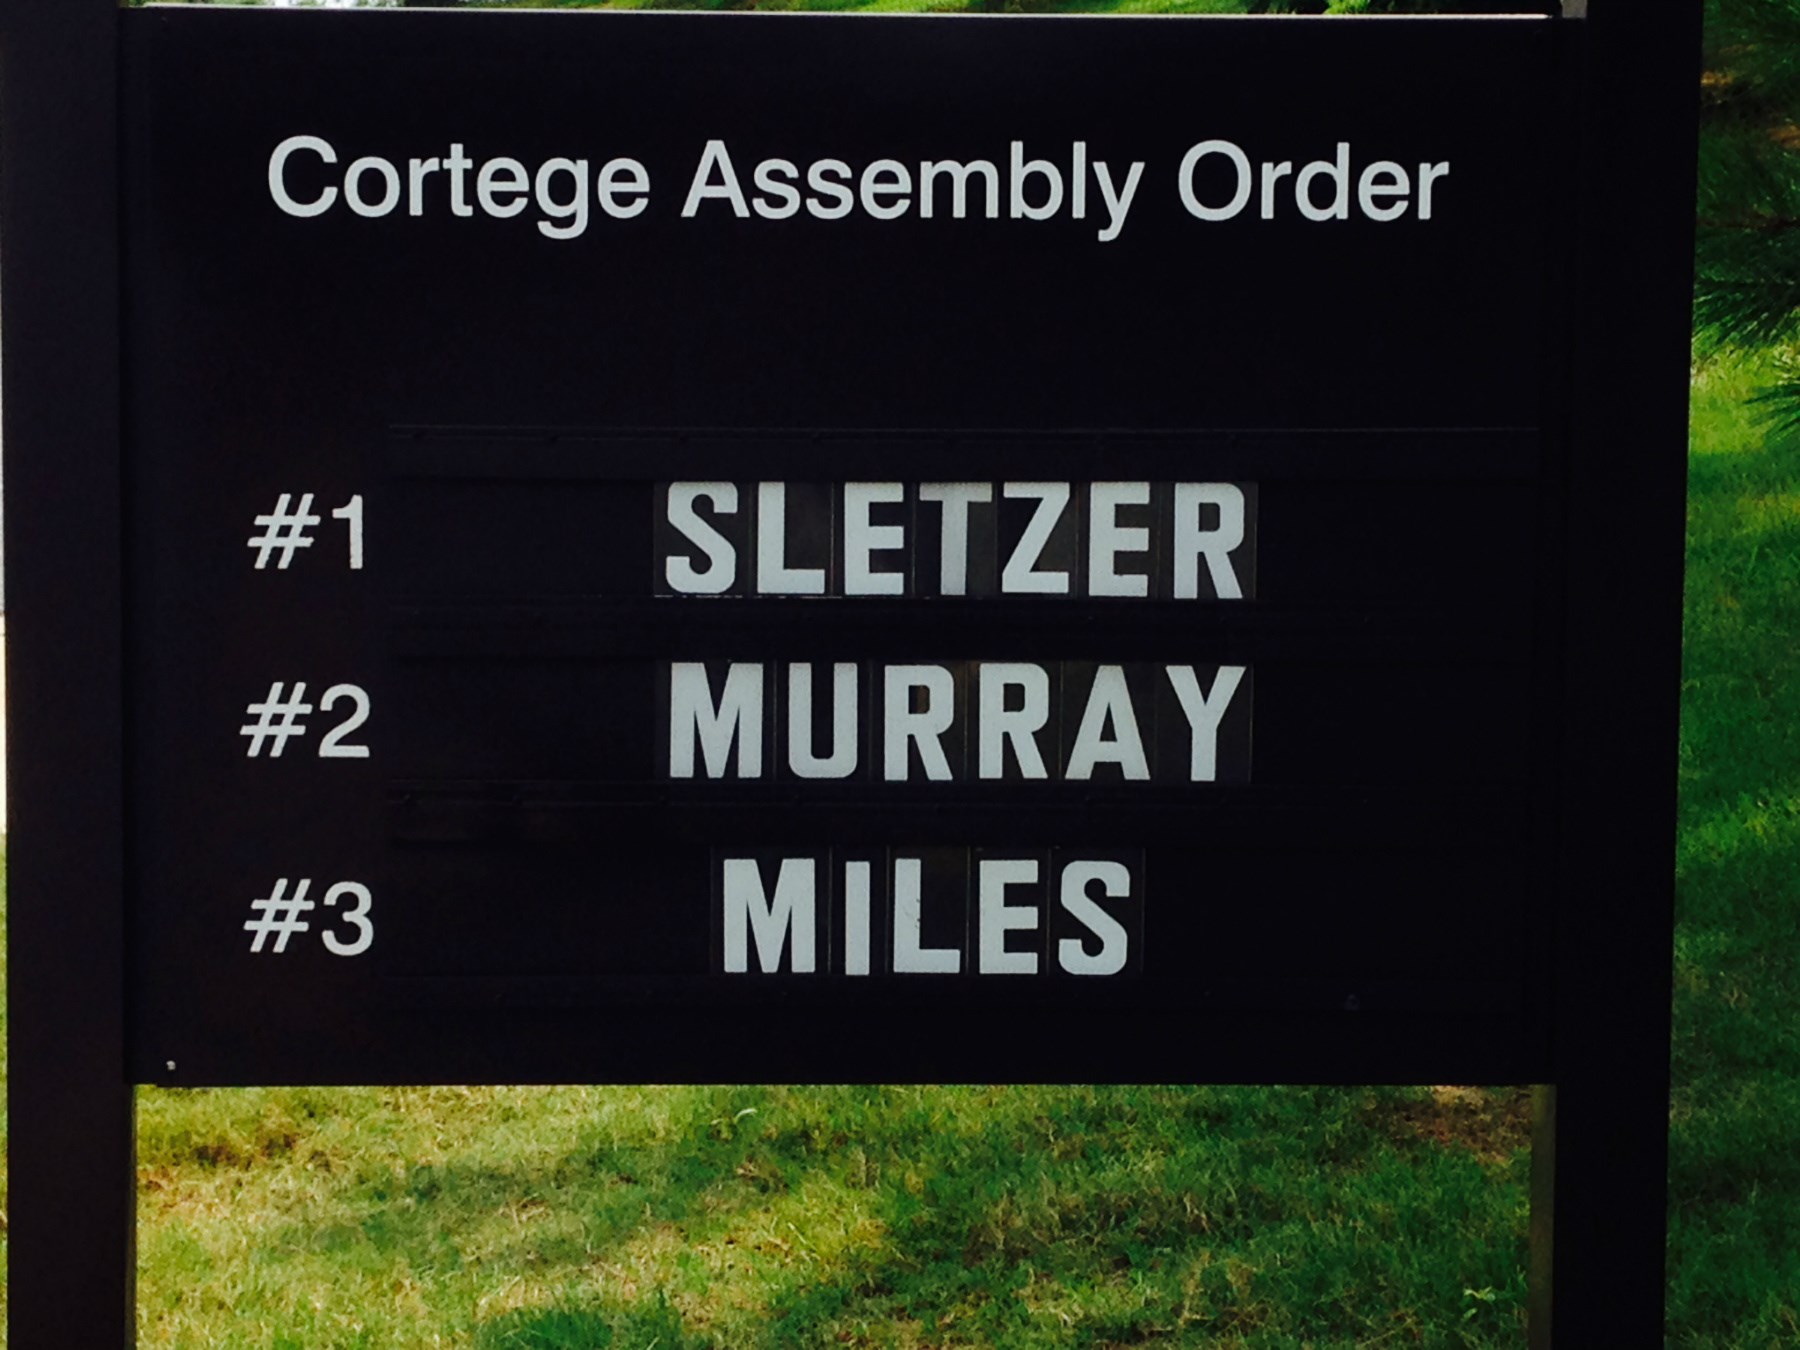 Cortege Assembly Order
#1 SLETZER
#2 MURRAY
#3 MILES